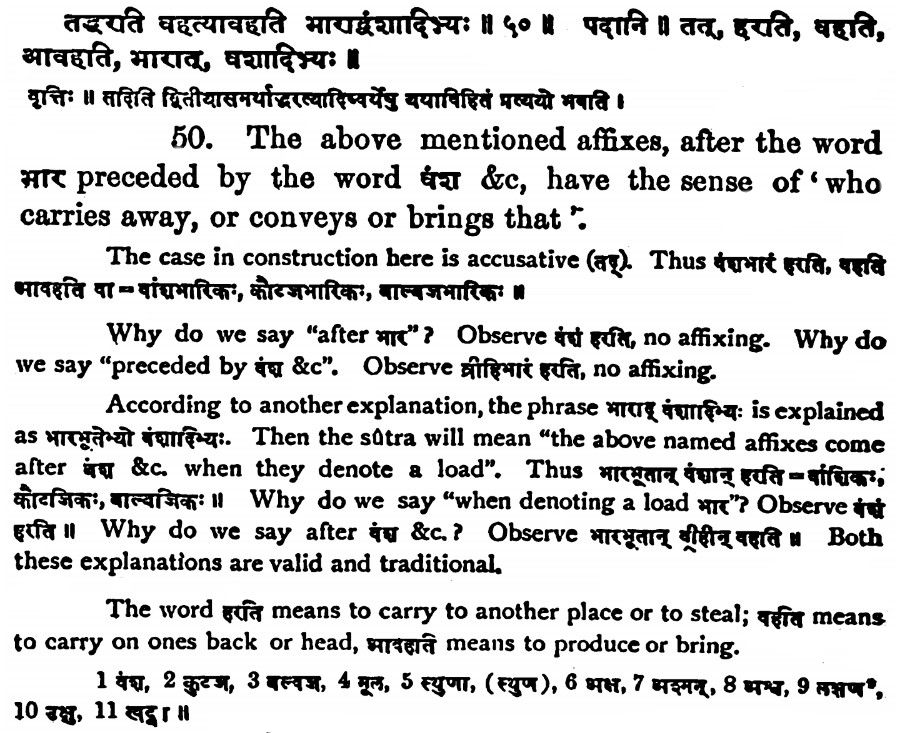 तद्धरति वहत्यावहति भाराद्वंशादिभ्यः ॥ ५० ॥ पदानि ॥ तत्, हरति, वहति,
आवहति, भारात्, वशादिभ्यः ॥
वृत्तिः ॥ तदिति द्वितीयासमर्थाद्धरत्यादिष्वर्थेषु यथाविहितं प्रत्ययो भवति ।
50. The above mentioned affixes, after the word
भार preceded by the word वंश &c, have the sense of ‘ who
carries away, or conveys or brings that ’.
The case in construction here is accusative (तत्). Thus वंशभारं हरति, वहति
आवहति वा = वांशभारिकः, कौटजभारिकः, बाल्बजभारिकः ॥
Why do we say “after भार”? Observe वंशं हरति, no affixing. Why do
we say “preceded by वंश &c”. Observe व्रीहिभारं हरति, no affixing.
According to another explanation, the phrase भाराद् वंशादिभ्यः is explained
as भारभूतेभ्यो वंशादिभ्यः. Then the sûtra will mean “the above named affixes come
after वंश &c. when they denote a load”. Thus भारभूतान् वंशान् हरति = वांशिकः,
कौटजिकः, बाल्बजिकः ॥ Why do we say “when denoting a load भार”? Observe वंशं
हरति ॥ Why do we say after वंश &c.? Observe भारभूतान् व्रीहीन् वहति ॥ Both
these explanations are valid and traditional.
The word हरति means to carry to another place or to steal; वहति means
to carry on ones back or head, आवहाति means to produce or bring.
1 वंश, 2 कुटज, 3 बल्वज, 4 मूल, 5 स्थुणा, (स्थुण), 6 अक्ष, 7 अश्मन्, 8 अश्व, 9 लक्षण*,
10 उक्षु, 11 खट्वा ॥